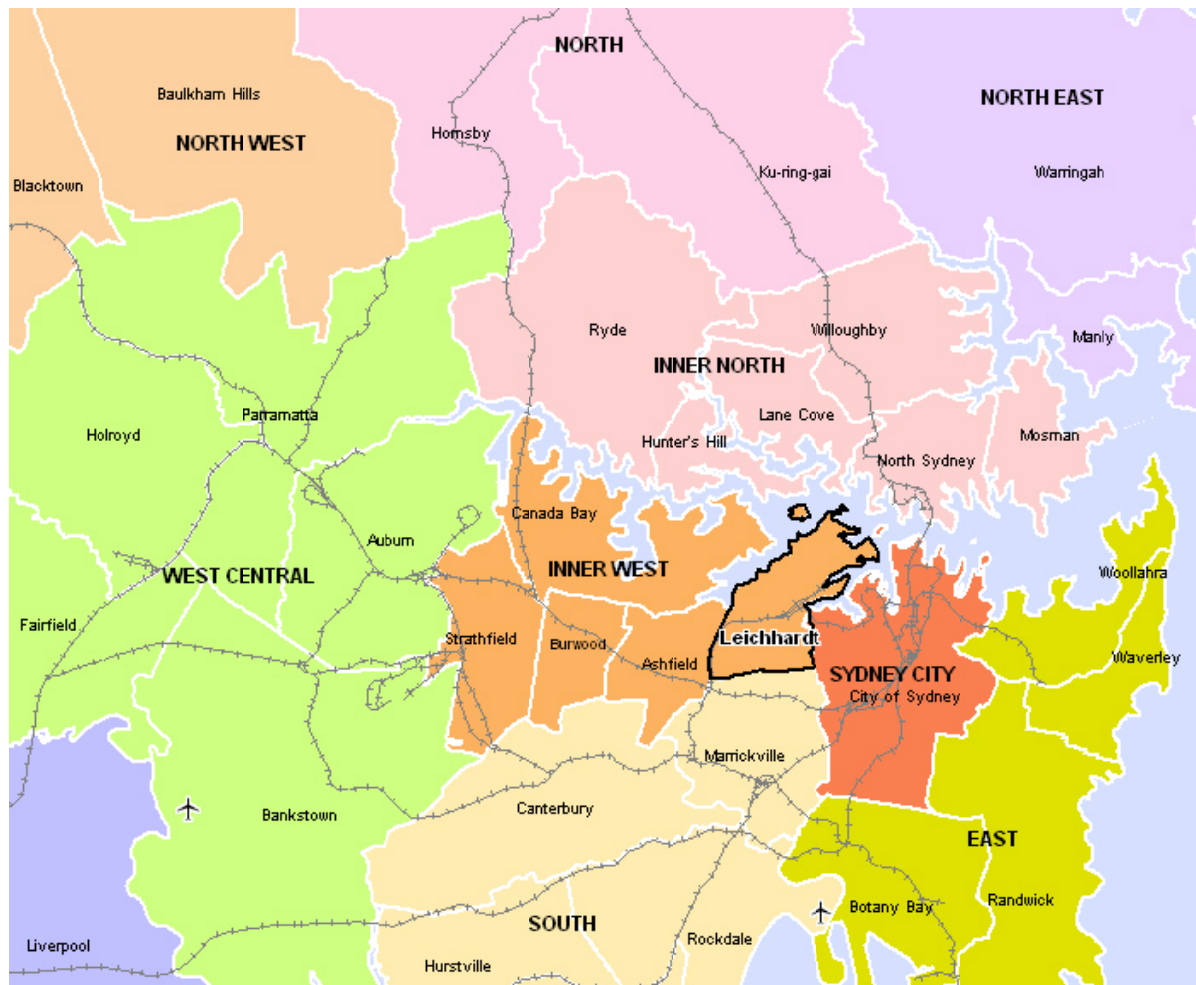 NORTH
Baulkham Hills
NORTH EAST
Hornsby
NORTH WEST
Ku-ring-gai
Warringah
Blacktown
Ryde
Willoughby
Manly
INNER NORTH
Parramatta
Lane Cove
Holroyd
Hunter's Hill
Mosman
North Sydney
Canada Bay
Auburn
INNER WEST
WEST CENTRAL
Woollahra
Fairfield
Strathfield
Burwood
Leichhardt
Ashfield
Waverley
SYDNEY CITY
City of Sydney
Marrickville
Canterbury
Bankstown
EAST
Randwick
Botany Bay
SOUTH
Rockdale
Liverpool
Hurstville